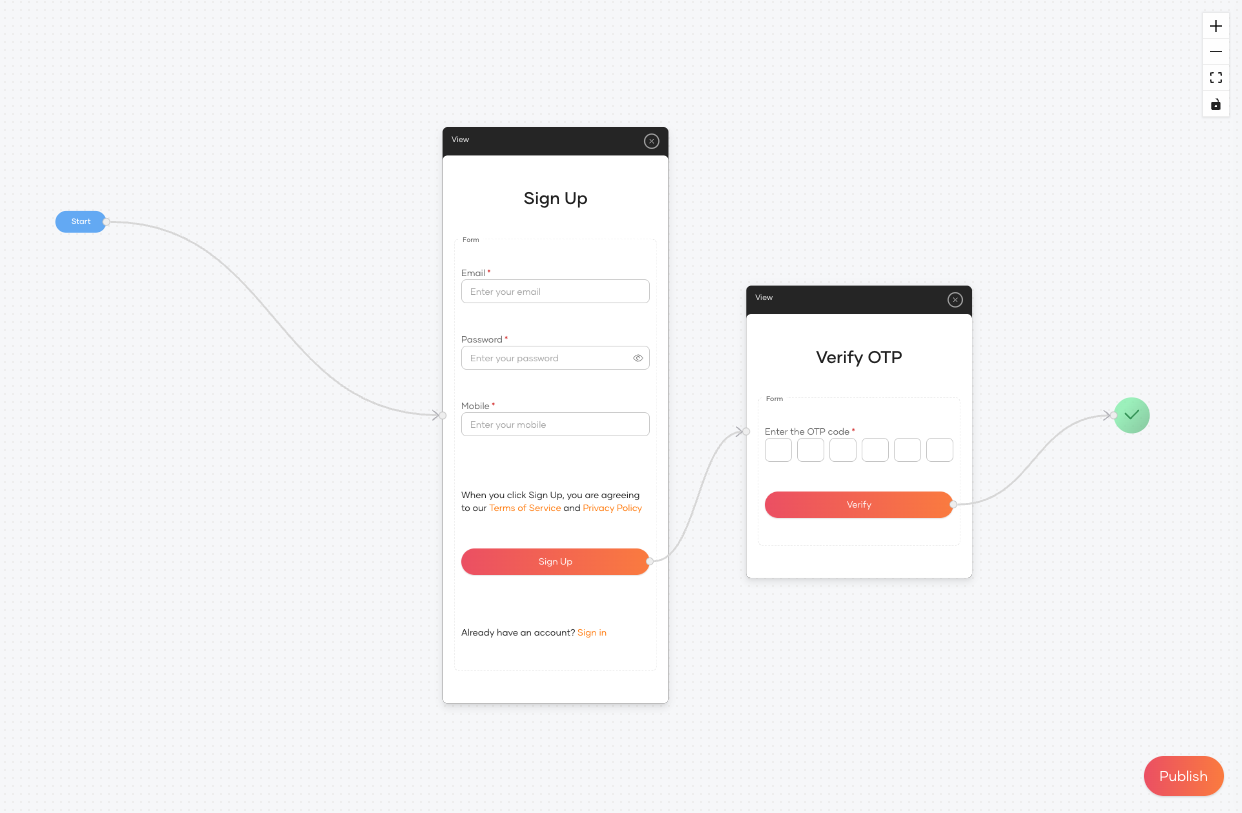 Start
View
Sign Up
Form
Email *
Enter your email
Password *
Enter your password
Mobile *
Enter your mobile
When you click Sign Up, you are agreeing
to our Terms of Service and Privacy Policy
Sign Up
Already have an account? Sign in
View
Verify OTP
Form
Enter the OTP code *
Verify
Publish